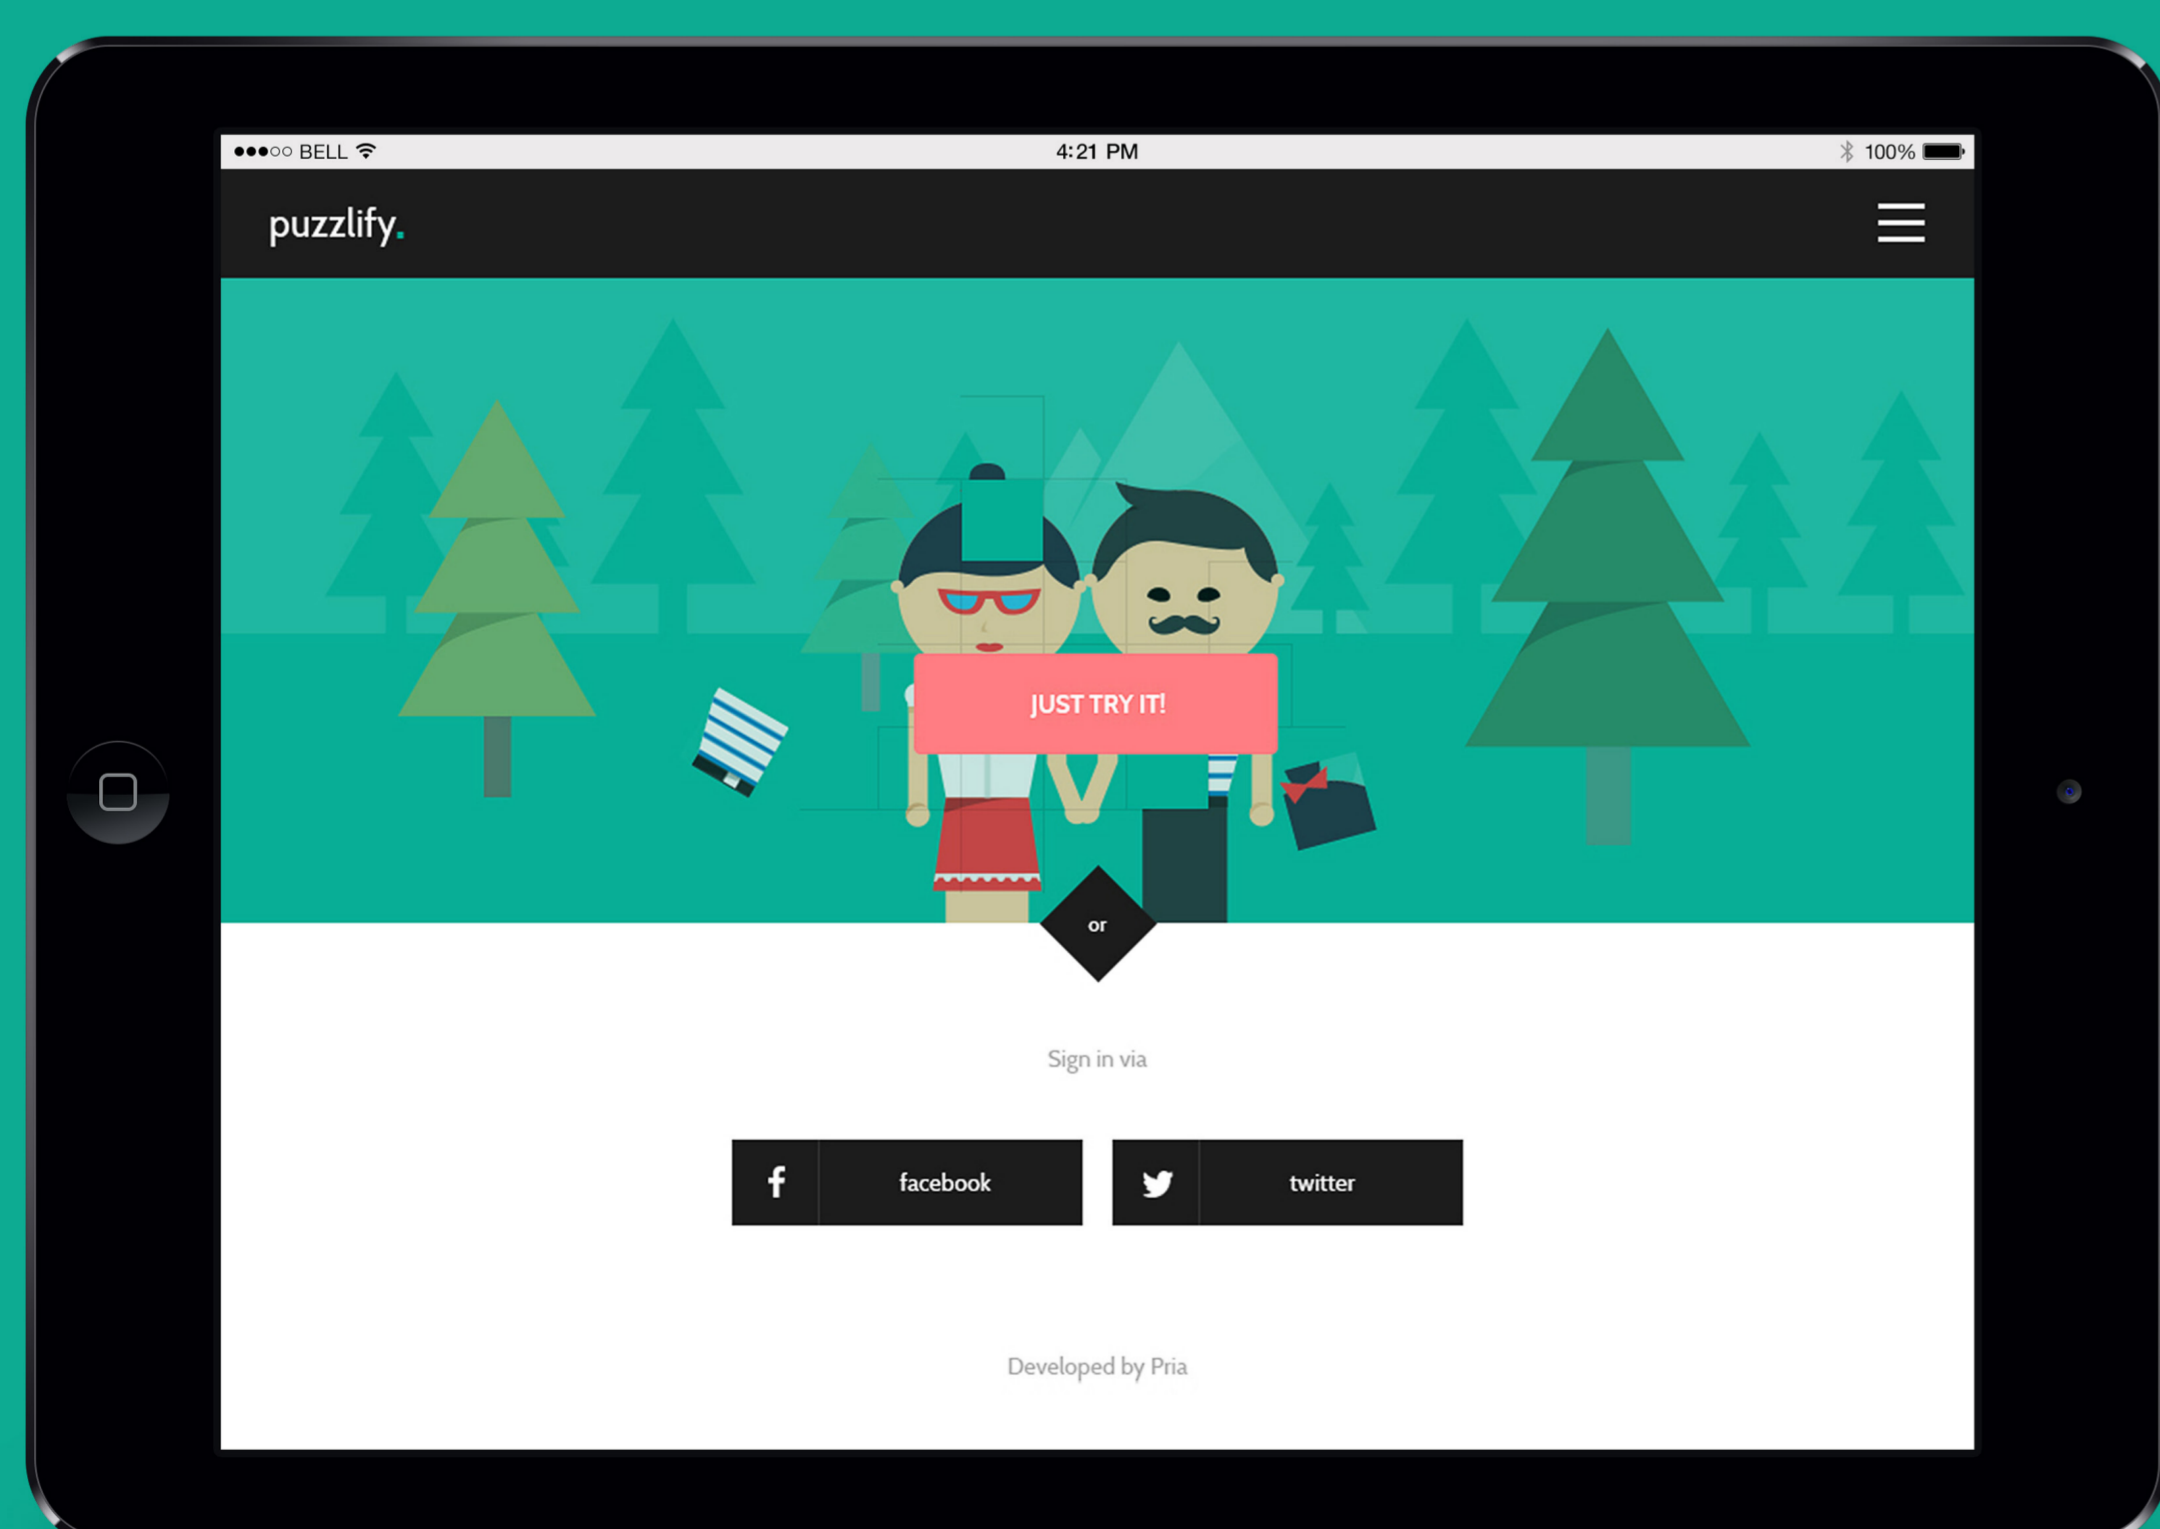 BELL 4:21 PM 100%
puzzlify.
JUST TRY IT!
or
Sign in via
facebook twitter
Developed by Pria